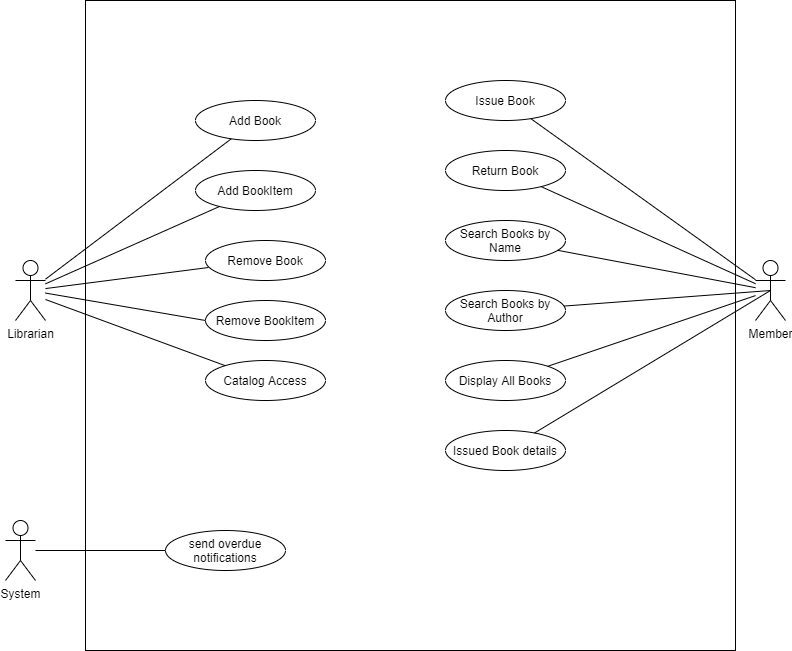 Add Book
Add BookItem
Remove Book
Remove BookItem
Catalog Access
Librarian
Issue Book
Return Book
Search Books by
Name
Search Books by
Author
Display All Books
Issued Book details
Member
send overdue
notifications
System